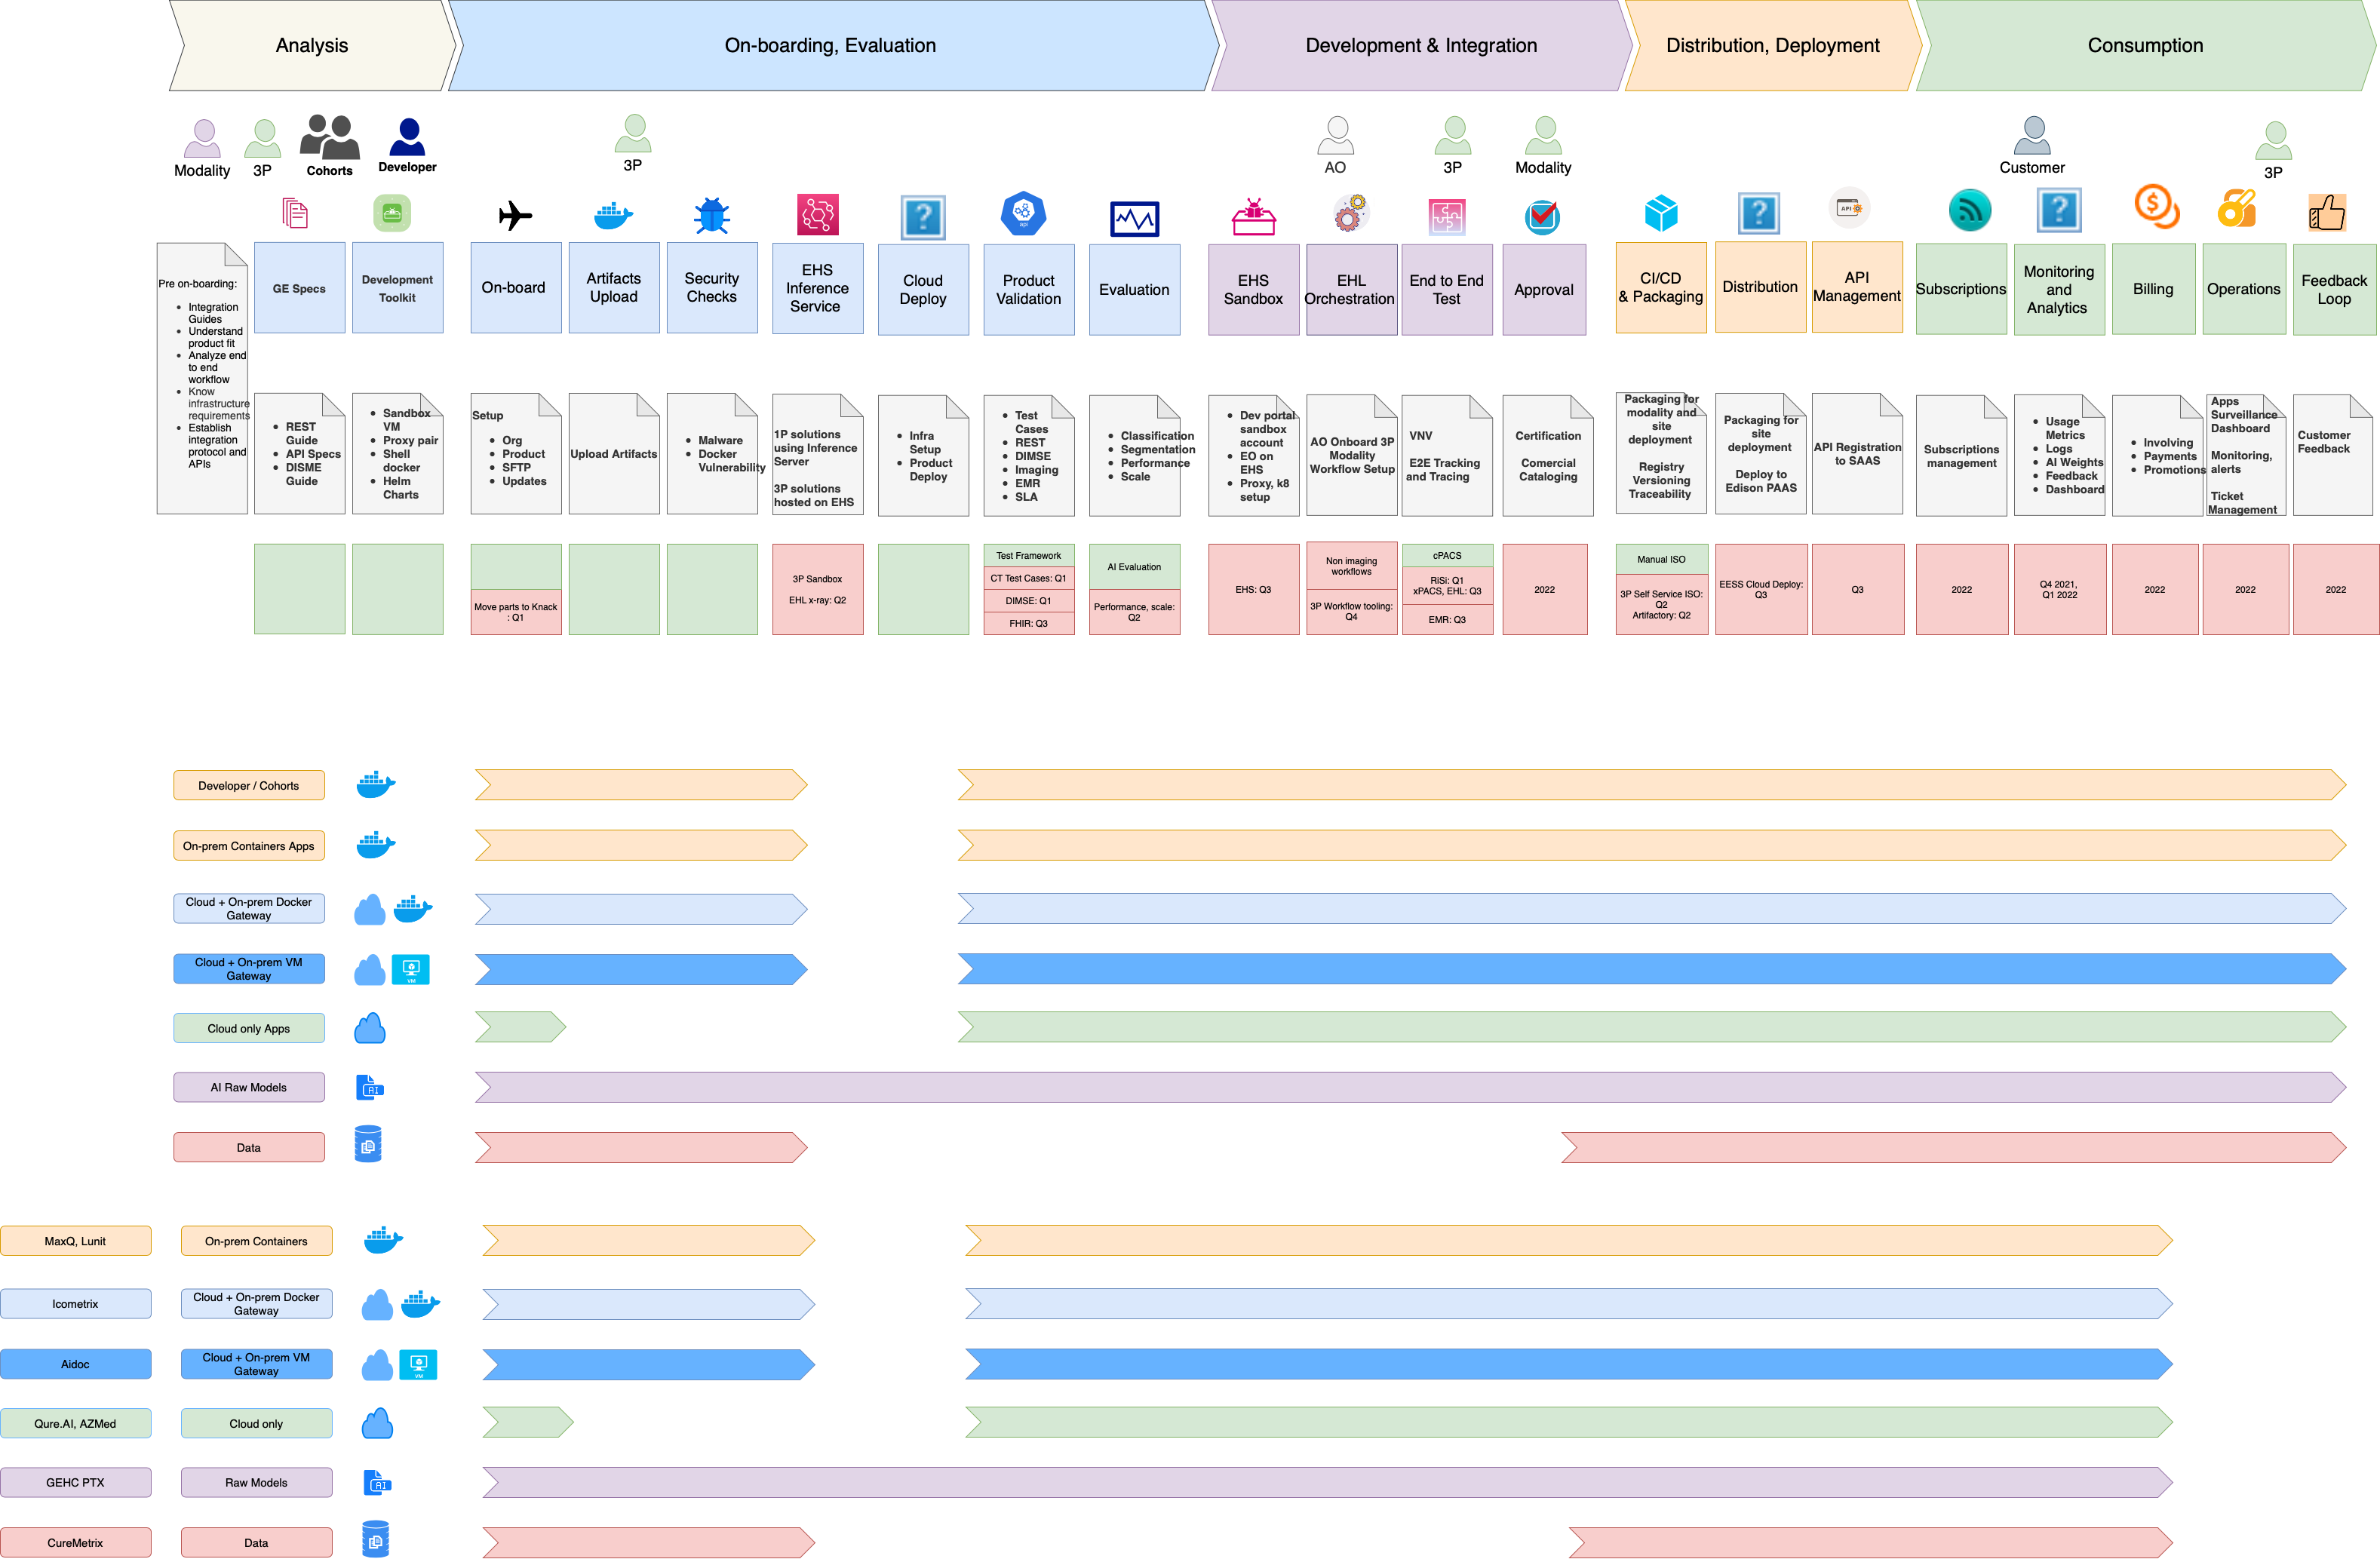 Analysis
On-boarding, Evaluation
Development & Integration
Distribution, Deployment
Consumption
Modality
3P
Cohorts
Developer
3P
AO
3P
Modality
Customer
3P
API
VM
Pre on-boarding:
• Integration
Guides
• Understand
product fit
• Analyze end
to end
workflow
• Know
infrastructure
requirements
• Establish
integration
protocol and
APIs
GE Specs
Development
Toolkit
On-board
Artifacts
Upload
Security
Checks
EHS
Inference
Service
Cloud
Deploy
Product
Validation
Evaluation
EHS
Sandbox
EHL
Orchestration
End to End
Test
Approval
CI/CD
& Packaging
Distribution
API
Management
Subscriptions
Monitoring
and
Analytics
Billing
Operations
Feedback
Loop
• REST
Guide
• API Specs
• DISME
Guide
• Sandbox
VM
• Proxy pair
• Shell
docker
• Helm
Charts
Setup
• Org
• Product
• SFTP
• Updates
Upload Artifacts
• Malware
• Docker
Vulnerability
1P solutions
using Inference
Server
3P solutions
hosted on EHS
• Infra
Setup
• Product
Deploy
• Test
Cases
• REST
• DIMSE
• Imaging
• EMR
• SLA
• Classification
• Segmentation
• Performance
• Scale
• Dev portal
sandbox
account
• EO on
EHS
• Proxy, k8
setup
AO Onboard 3P
Modality
Workflow Setup
VNV
E2E Tracking
and Tracing
Certification
Comercial
Cataloging
Packaging for
modality and
site
deployment
Registry
Versioning
Traceability
Packaging for
site
deployment
Deploy to
Edison PAAS
API Registration
to SAAS
Subscriptions
management
• Usage
Metrics
• Logs
• AI Weights
• Feedback
• Dashboard
• Involving
• Payments
• Promotions
Apps
Surveillance
Dashboard
Monitoring,
alerts
Ticket
Management
Customer
Feedback
Move parts to Knack
: Q1
3P Sandbox
EHL x-ray: Q2
Test Framework
CT Test Cases: Q1
DIMSE: Q1
FHIR: Q3
AI Evaluation
Performance, scale:
Q2
EHS: Q3
Non imaging
workflows
3P Workflow tooling:
Q4
cPACS
RiSi: Q1
xPACS, EHL: Q3
EMR: Q3
2022
Manual ISO
3P Self Service ISO:
Q2
Artifactory: Q2
EESS Cloud Deploy:
Q3
Q3
2022
Q4 2021,
Q1 2022
2022
2022
2022
Developer / Cohorts
On-prem Containers Apps
Cloud + On-prem Docker
Gateway
Cloud + On-prem VM
Gateway
VM
Cloud only Apps
AI Raw Models
AI
Data
MaxQ, Lunit
On-prem Containers
Icometrix
Cloud + On-prem Docker
Gateway
Aidoc
Cloud + On-prem VM
Gateway
VM
Qure.AI, AZMed
Cloud only
GEHC PTX
Raw Models
AI
CureMetrix
Data